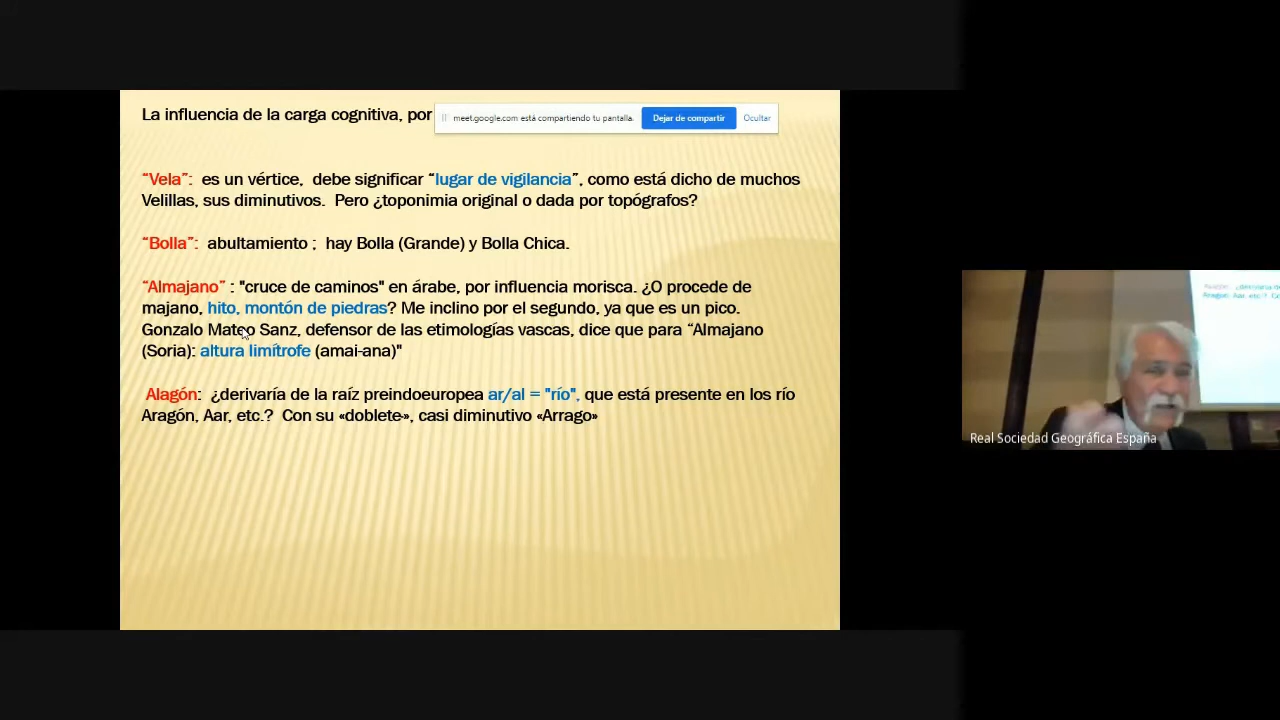 La influencia de la carga cognitiva, por
meet.google.com está compartiendo tu pantalla.
Dejar de compartir
Ocultar
“Vela”: es un vértice, debe significar “lugar de vigilancia”, como está dicho de muchos
Velillas, sus diminutivos. Pero ¿toponimia original o dada por topógrafos?
“Bolla”: abultamiento ; hay Bolla (Grande) y Bolla Chica.
“Almajano” : "cruce de caminos" en árabe, por influencia morisca. ¿O procede de
majano, hito, montón de piedras? Me inclino por el segundo, ya que es un pico.
Gonzalo Mateo Sanz, defensor de las etimologías vascas, dice que para “Almajano
(Soria): altura limítrofe (amai-ana)"
Alagón: ¿derivaría de la raíz preindoeuropea ar/al = "río", que está presente en los río
Aragón, Aar, etc.? Con su «doblete», casi diminutivo «Arrago»
Real Sociedad Geográfica España